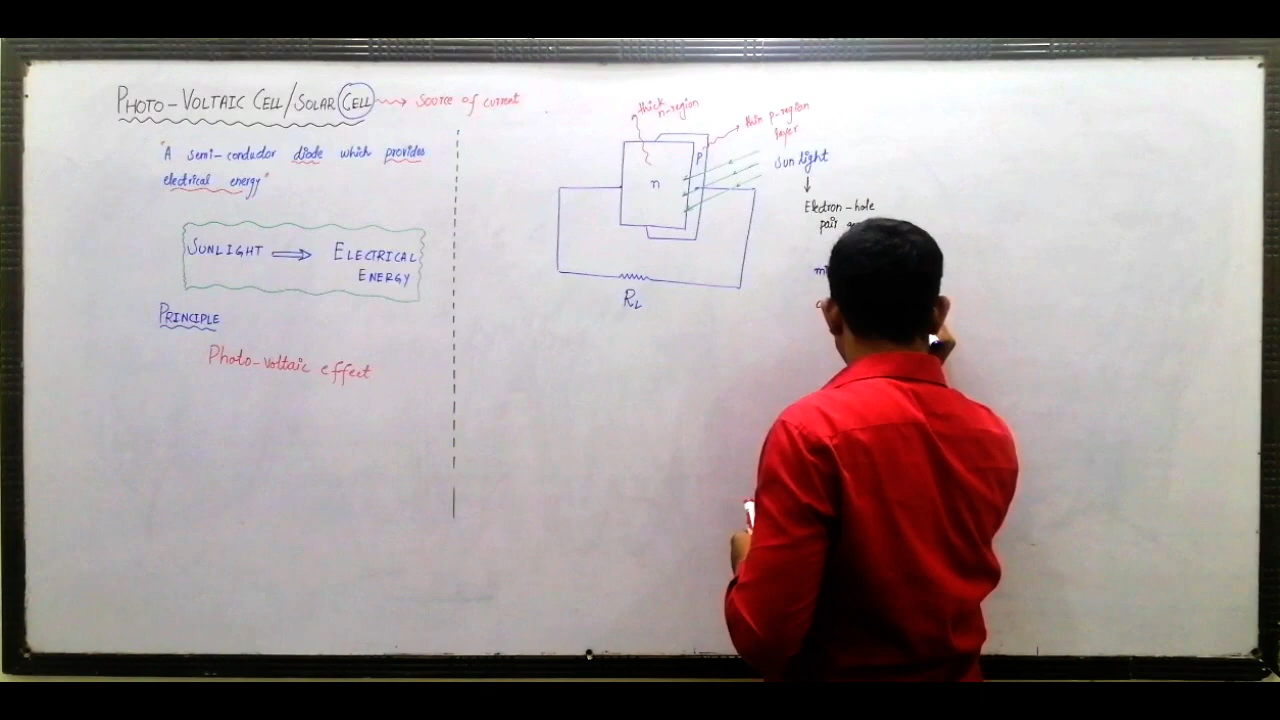 PHOTO-VOLTAIC CELL/SOLAR CELL → Source of current
"A semi-conductor diode which provides
electrical energy"
SUNLIGHT ⇒ ELECTRICAL
ENERGY
PRINCIPLE
Photo-voltaic effect
thick
n-region
thin p-region
layer
Sunlight
p
n
↓
Electron-hole
pair
RL